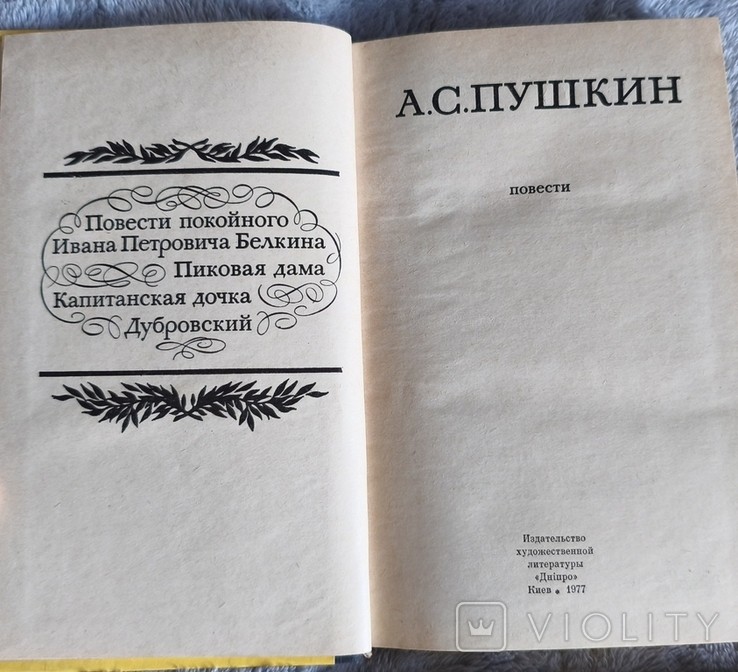 Повести покойного
Ивана Петровича Белкина
Пиковая дама
Капитанская дочка
Дубровский
А.С.ПУШКИН
повести
Издательство
художественной
литературы
«Дніпро»
Киев * 1977
VIOLITY